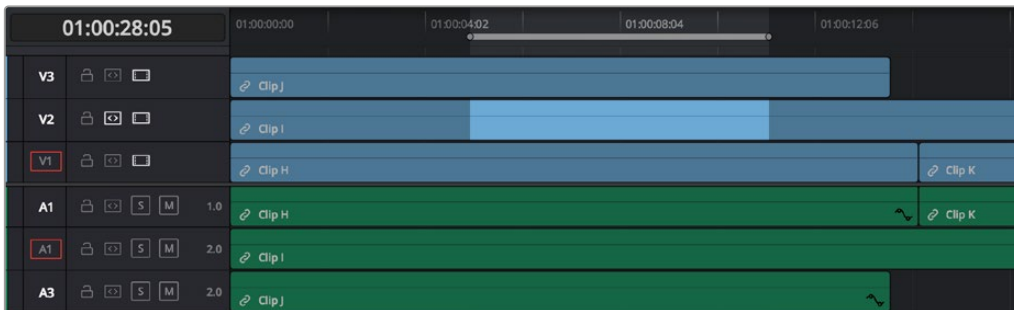 01:00:28:05
01:00:00:00 01:00:04:02 01:00:08:04 01:00:12:06
V3 Clip J
V2 Clip I
V1 Clip H Clip K
A1 S M 1.0 Clip H Clip K
A1 S M 2.0 Clip I
A3 S M 2.0 Clip J